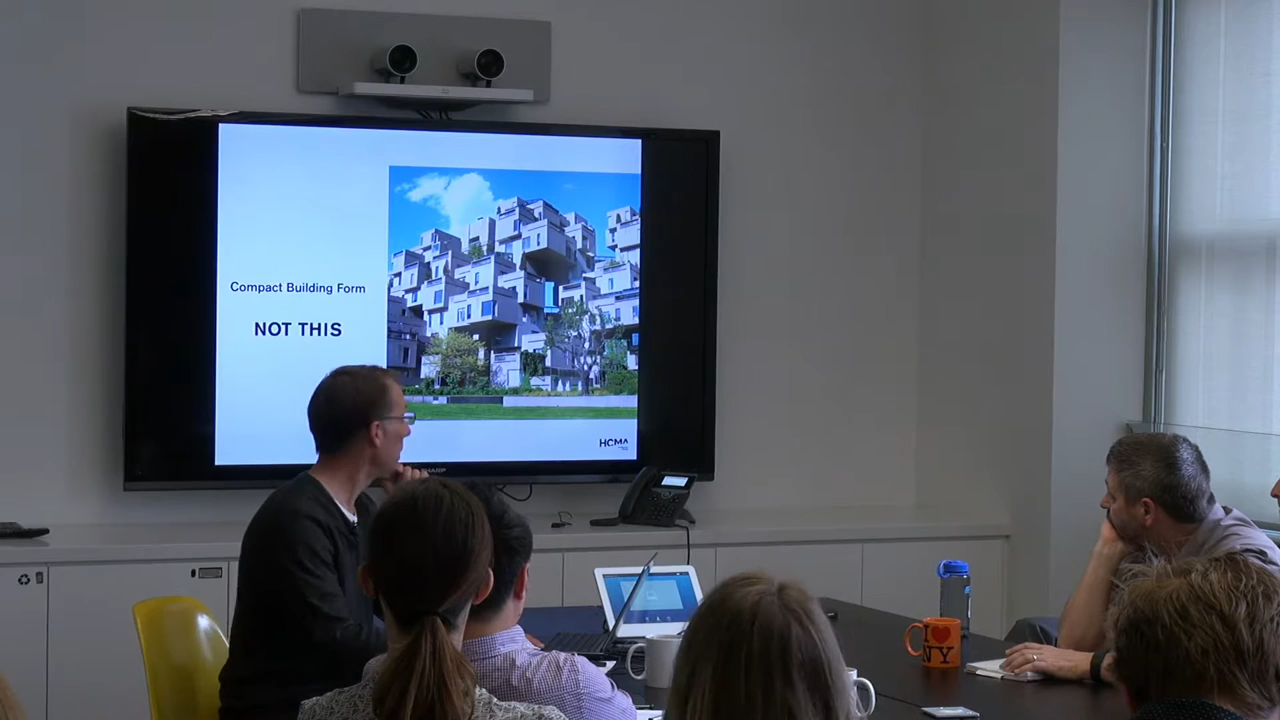 Compact Building Form
NOT THIS
HCMA
SHARP
I ♥
NY